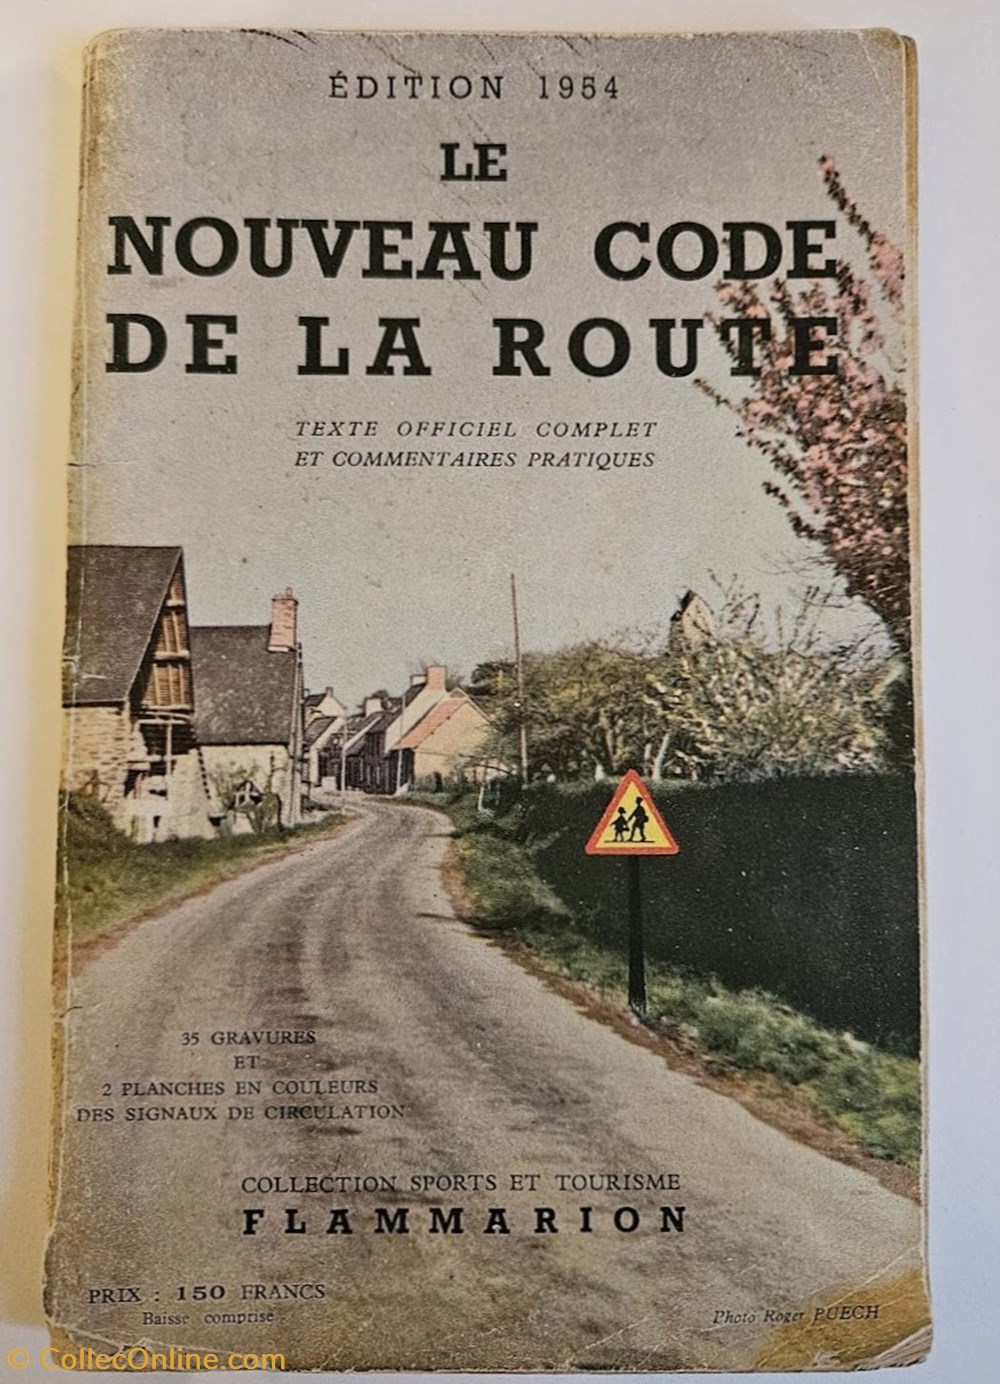 ÉDITION 1954
LE
NOUVEAU CODE
DE LA ROUTE
TEXTE OFFICIEL COMPLET
ET COMMENTAIRES PRATIQUES
35 GRAVURES
ET
2 PLANCHES EN COULEURS
DES SIGNAUX DE CIRCULATION
COLLECTION SPORTS ET TOURISME
FLAMMARION
PRIX : 150 FRANCS
Baisse comprise.
Photo Roger PUECH
© CollecOnline.com